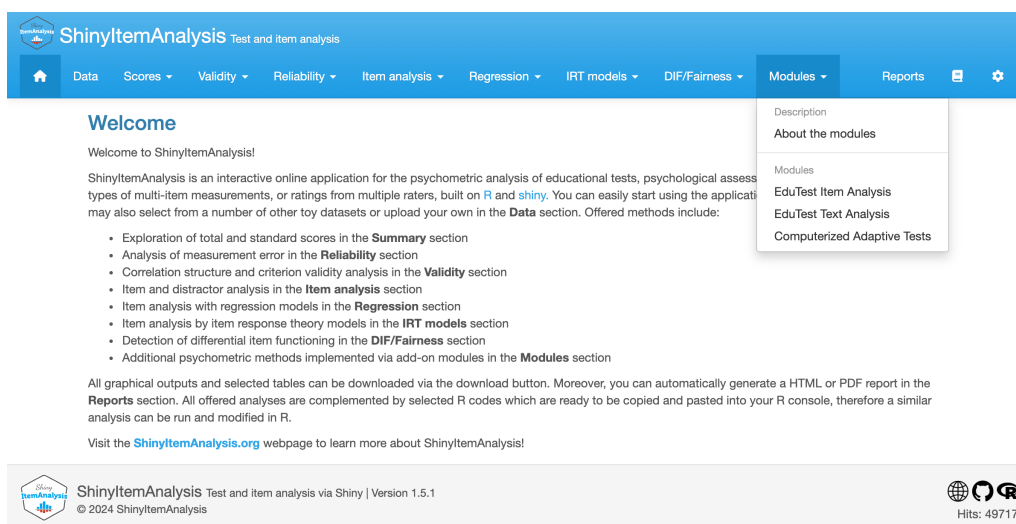 ShinyItemAnalysis Test and item analysis
Data Scores Validity Reliability Item analysis Regression IRT models DIF/Fairness Modules Reports
Description
About the modules
Modules
EduTest Item Analysis
EduTest Text Analysis
Computerized Adaptive Tests
Welcome
Welcome to ShinyItemAnalysis!
ShinyItemAnalysis is an interactive online application for the psychometric analysis of educational tests, psychological
types of multi-item measurements, or ratings from multiple raters, built on R and shiny. You can easily start using the
may also select from a number of other toy datasets or upload your own in the Data section. Offered methods include:
• Exploration of total and standard scores in the Summary section
• Analysis of measurement error in the Reliability section
• Correlation structure and criterion validity analysis in the Validity section
• Item and distractor analysis in the Item analysis section
• Item analysis with regression models in the Regression section
• Item analysis by item response theory models in the IRT models section
• Detection of differential item functioning in the DIF/Fairness section
• Additional psychometric methods implemented via add-on modules in the Modules section
All graphical outputs and selected tables can be downloaded via the download button. Moreover, you can automatically generate a HTML or PDF report in the
Reports section. All offered analyses are complemented by selected R codes which are ready to be copied and pasted into your R console, therefore a similar
analysis can be run and modified in R.
Visit the ShinyItemAnalysis.org webpage to learn more about ShinyItemAnalysis!
Shiny
ItemAnalysis
ShinyItemAnalysis Test and item analysis via Shiny | Version 1.5.1
© 2024 ShinyItemAnalysis
Hits: 49717